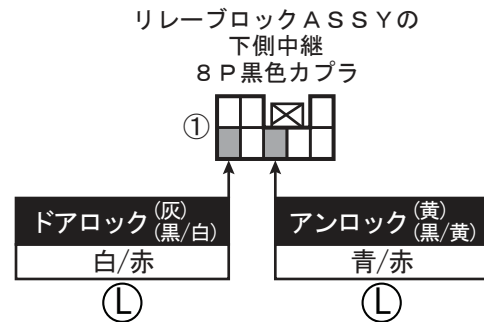 リレーブロックＡＳＳＹの
下側中継
８Ｐ黒色カプラ
①
ドアロック (灰)(黒/白)
白/赤
Ⓛ
アンロック (黄)(黒/黄)
青/赤
Ⓛ